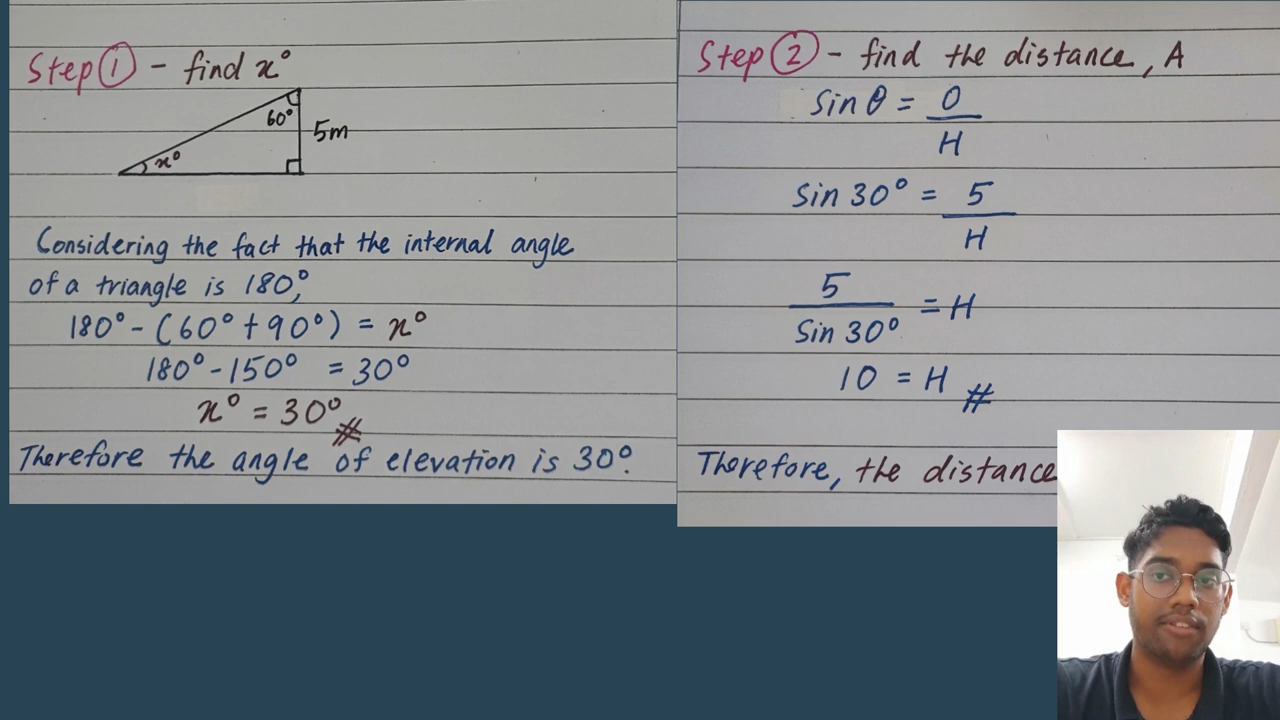 Step ① - find x°
60°
5m
x°
Considering the fact that the internal angle
of a triangle is 180°,
180° - (60° + 90°) = x°
180° - 150° = 30°
x° = 30° #
Therefore the angle of elevation is 30°.
Step ② - find the distance, A
Sin θ = O
H
Sin 30° = 5
H
5
Sin 30° = H
10 = H #
Therefore, the distance